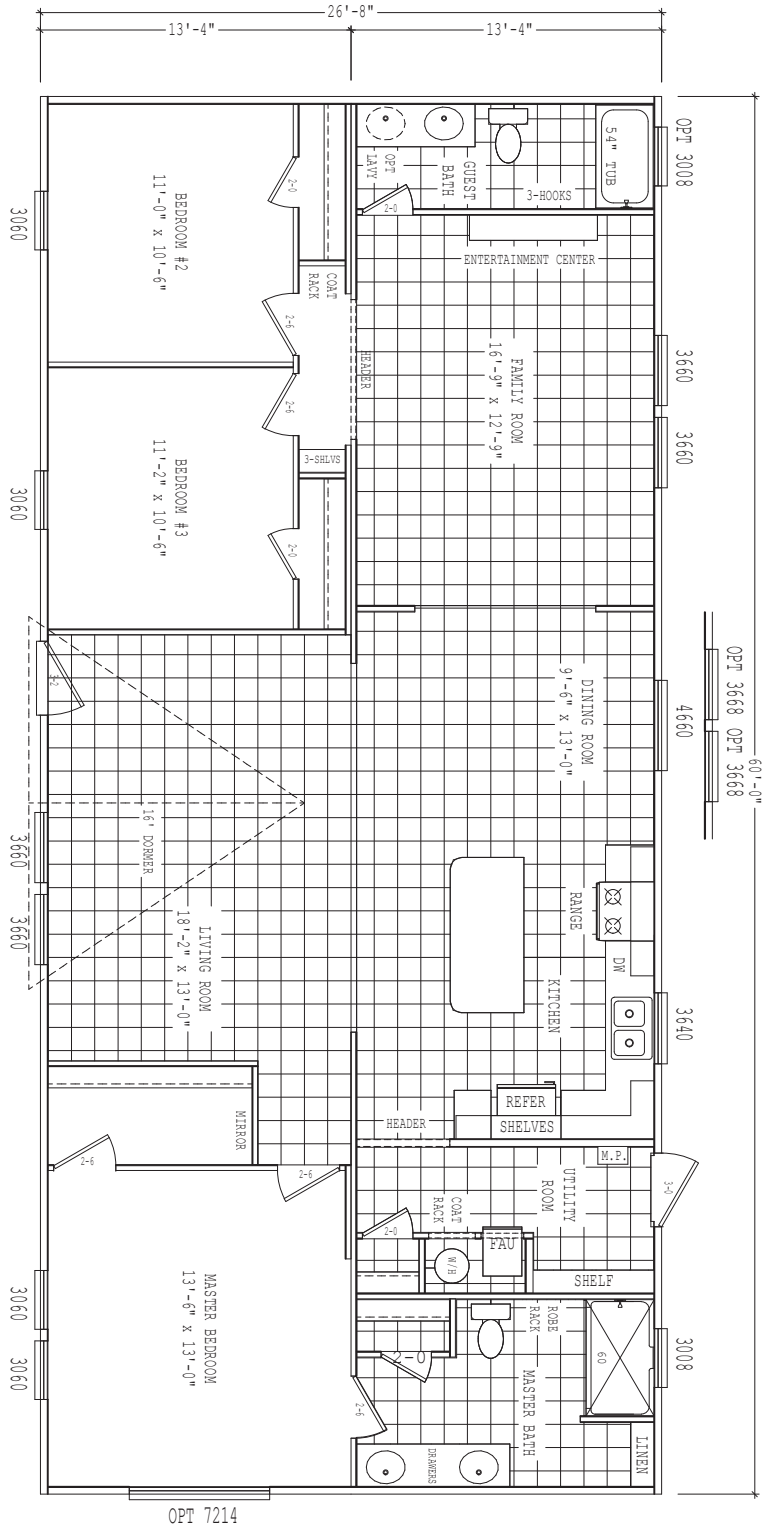 26'-8"
13'-4"
13'-4"
OPT 3008
54" TUB
3-HOOKS
GUEST
BATH
OPT
LAVY
2-0
ENTERTAINMENT CENTER
FAMILY ROOM
16'-9" x 12'-9"
3660
3660
HEADER
COAT
RACK
2-0
BEDROOM #2
11'-0" x 10'-6"
3060
2-6
2-6
3-SHLVS
BEDROOM #3
11'-2" x 10'-6"
3060
2-0
60'-0"
OPT 3668
OPT 3668
4660
DINING ROOM
9'-6" x 13'-0"
3-2
16' DORMER
3660
3660
LIVING ROOM
18'-2" x 13'-0"
RANGE
DW
KITCHEN
3640
REFER
SHELVES
HEADER
MIRROR
2-6
2-6
M.P.
3-0
UTILITY
ROOM
COAT
RACK
2-0
FAU
W/H
SHELF
ROBE
RACK
60
3008
2-0
MASTER BATH
LINEN
DRAWERS
2-6
MASTER BEDROOM
13'-6" x 13'-0"
3060
3060
OPT 7214